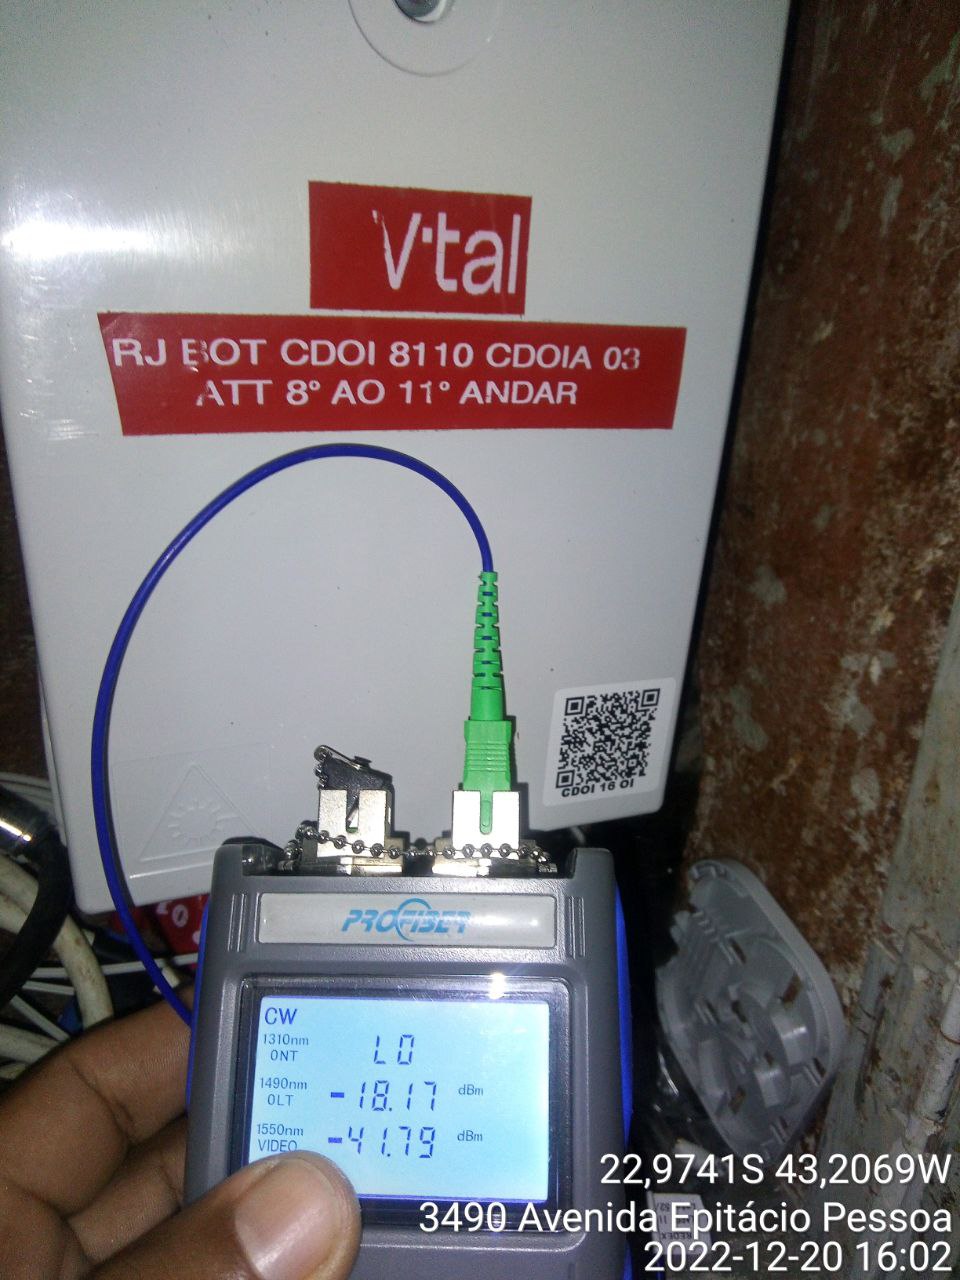 V·tal
RJ BOT CDOI 8110 CDOIA 03
ATT 8° AO 11° ANDAR
CDOI 16 OI
PROFIBER
CW
1310nm
ONT
LO
1490nm
OLT
-18.17 dBm
1550nm
VIDEO
-41.79 dBm
22,9741S 43,2069W
3490 Avenida Epitácio Pessoa
2022-12-20 16:02